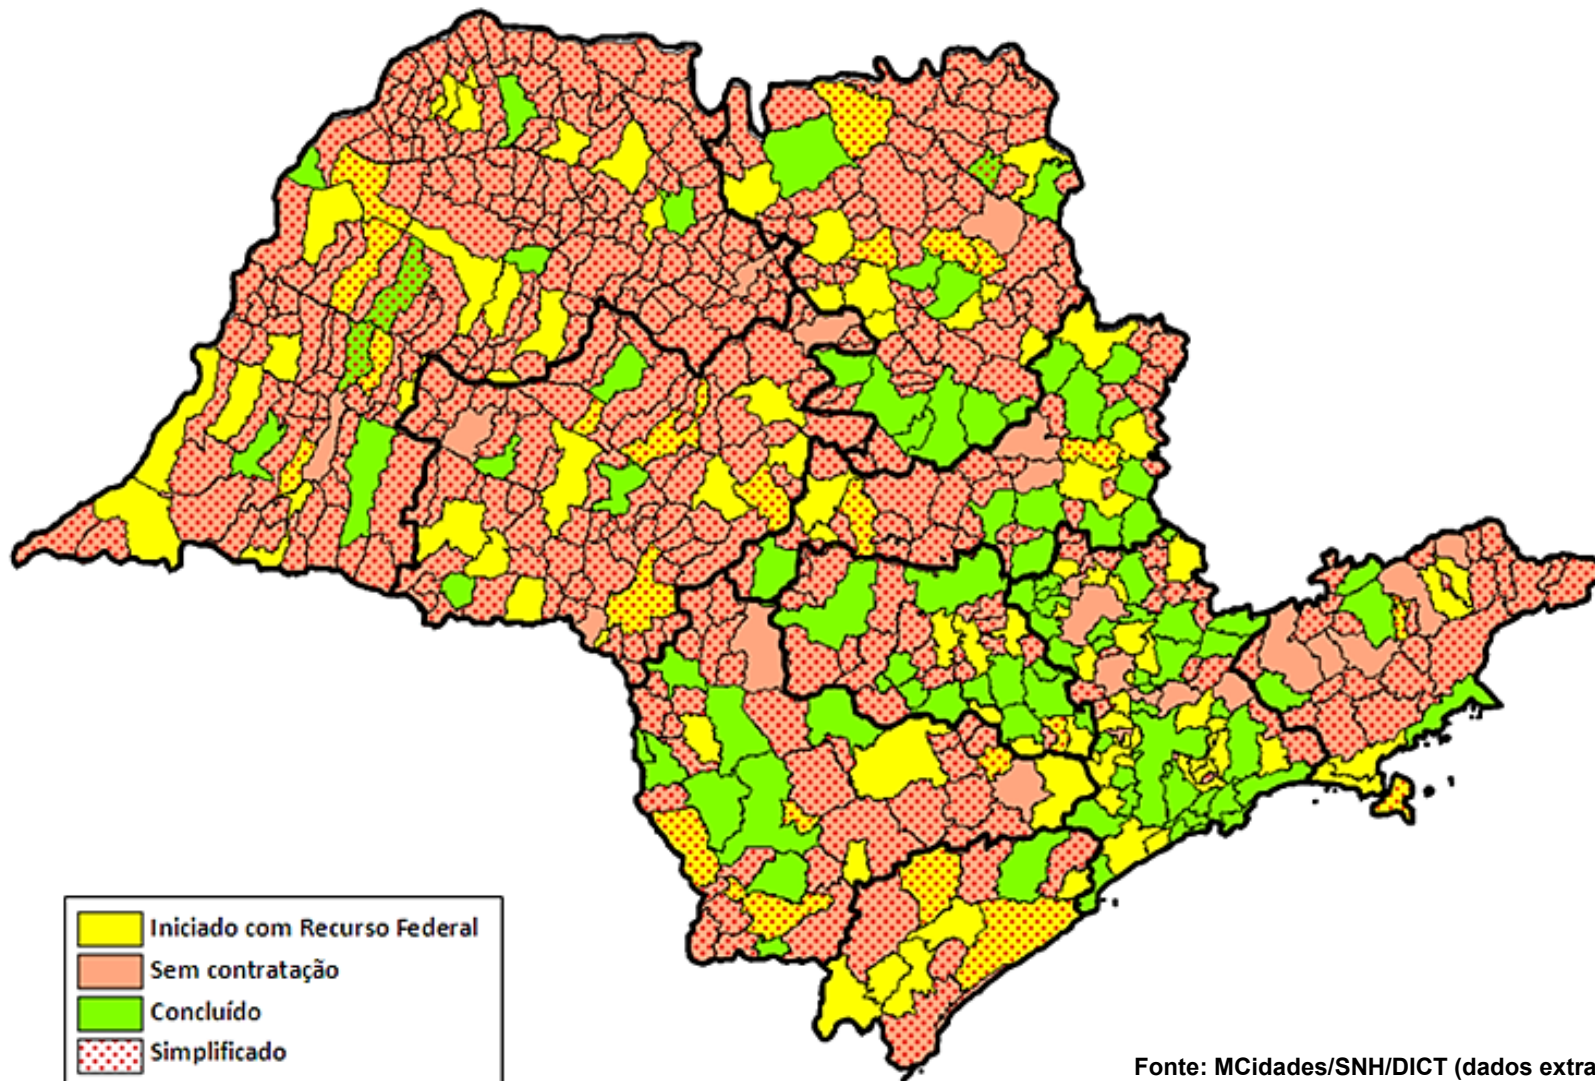 Iniciado com Recurso Federal
Sem contratação
Concluído
Simplificado
Fonte: MCidades/SNH/DICT (dados extra